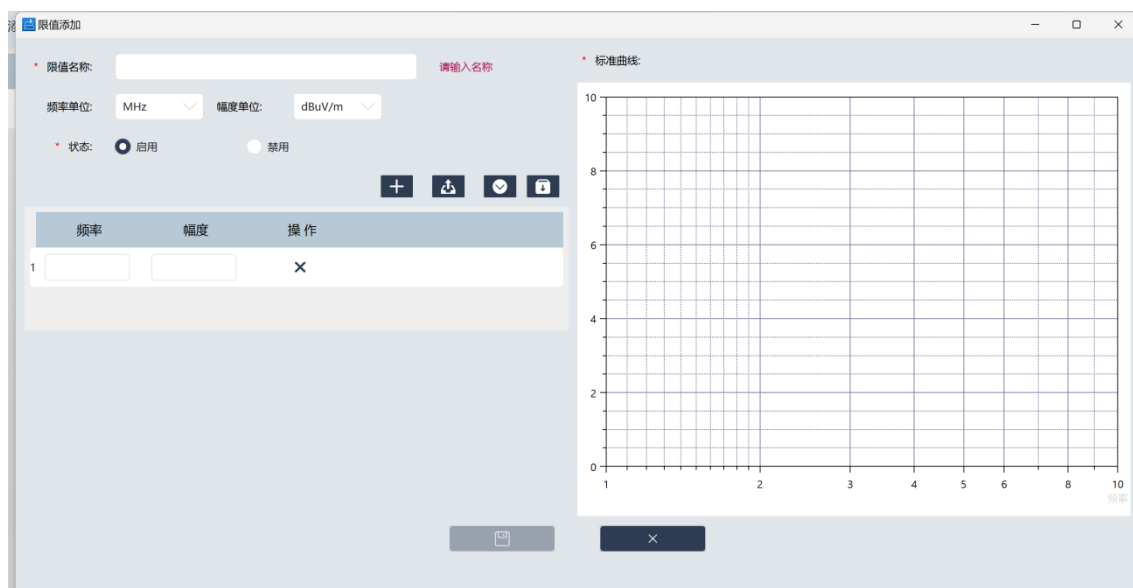 限值添加
* 限值名称:
请输入名称
* 标准曲线:
频率单位:
MHz
幅度单位:
dBuV/m
* 状态:
启用
禁用
频率
幅度
操作
1
10
8
6
4
2
0
1
2
3
4
5
6
8
10
频率